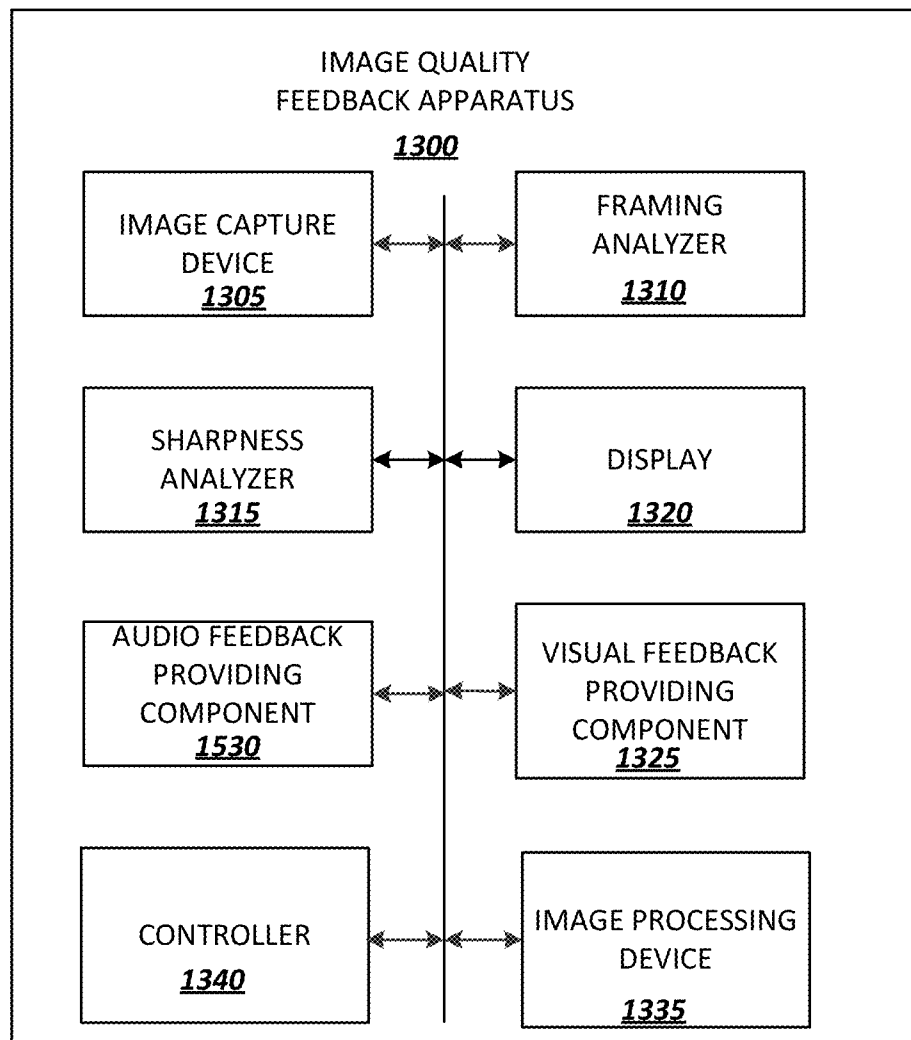 IMAGE QUALITY
FEEDBACK APPARATUS
1300
IMAGE CAPTURE
DEVICE
1305
FRAMING
ANALYZER
1310
SHARPNESS
ANALYZER
1315
DISPLAY
1320
AUDIO FEEDBACK
PROVIDING
COMPONENT
1530
VISUAL FEEDBACK
PROVIDING
COMPONENT
1325
CONTROLLER
1340
IMAGE PROCESSING
DEVICE
1335